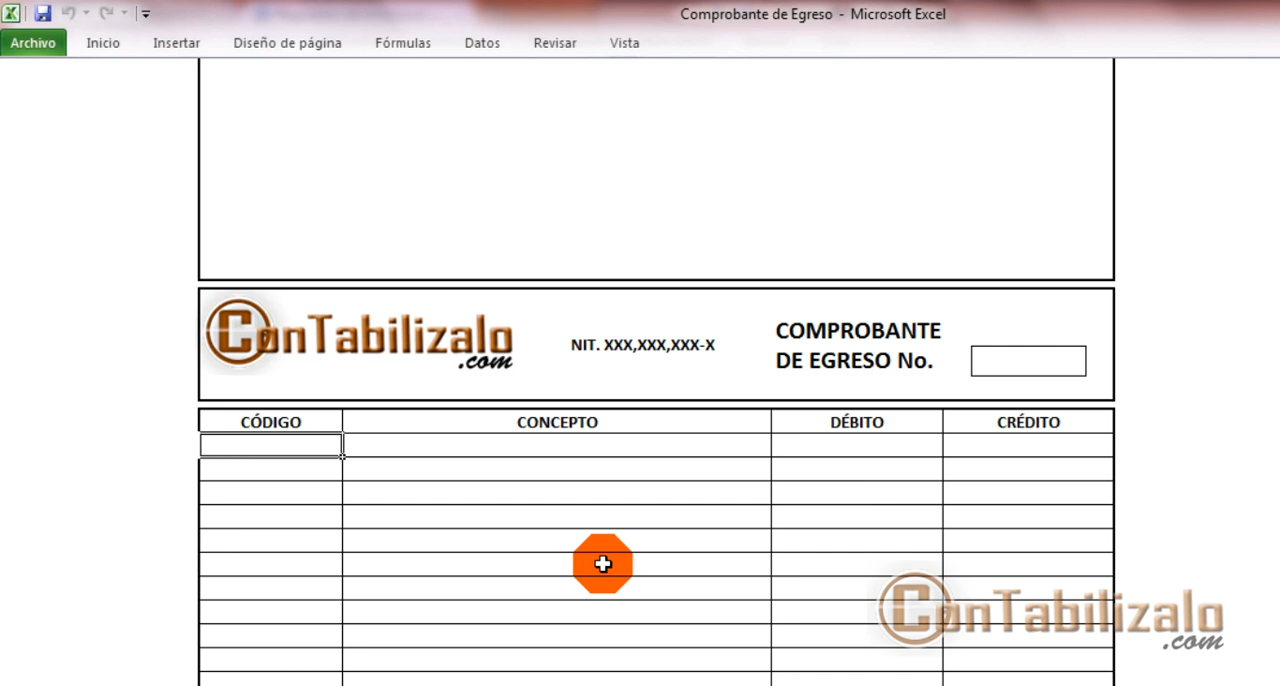 Comprobante de Egreso - Microsoft Excel
Archivo Inicio Insertar Diseño de página Fórmulas Datos Revisar Vista
ConTabilizalo
.com
NIT. XXX,XXX,XXX-X
COMPROBANTE
DE EGRESO No.
CÓDIGO CONCEPTO DÉBITO CRÉDITO
ConTabilizalo
.com